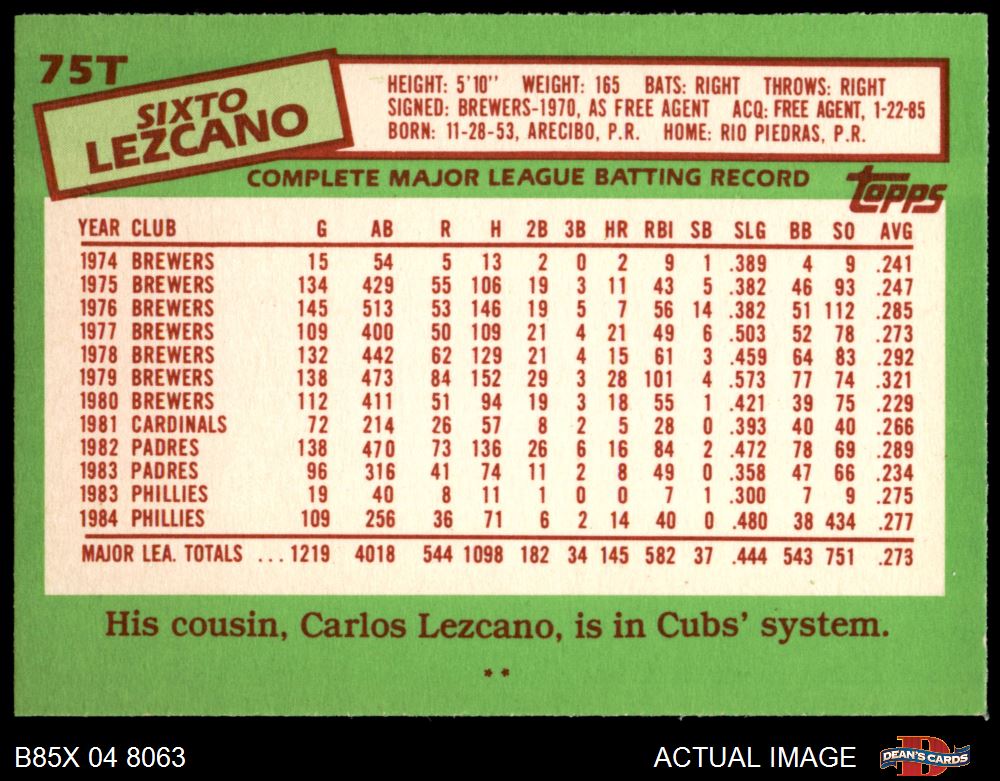 75T
SIXTO
LEZCANO
HEIGHT: 5'10'' WEIGHT: 165 BATS: RIGHT THROWS: RIGHT
SIGNED: BREWERS-1970, AS FREE AGENT ACQ: FREE AGENT, 1-22-85
BORN: 11-28-53, ARECIBO, P.R. HOME: RIO PIEDRAS, P.R.
COMPLETE MAJOR LEAGUE BATTING RECORD
topps
YEAR CLUB G AB R H 2B 3B HR RBI SB SLG BB SO AVG
1974 BREWERS 15 54 5 13 2 0 2 9 1 .389 4 9 .241
1975 BREWERS 134 429 55 106 19 3 11 43 5 .382 46 93 .247
1976 BREWERS 145 513 53 146 19 5 7 56 14 .382 51 112 .285
1977 BREWERS 109 400 50 109 21 4 21 49 6 .503 52 78 .273
1978 BREWERS 132 442 62 129 21 4 15 61 3 .459 64 83 .292
1979 BREWERS 138 473 84 152 29 3 28 101 4 .573 77 74 .321
1980 BREWERS 112 411 51 94 19 3 18 55 1 .421 39 75 .229
1981 CARDINALS 72 214 26 57 8 2 5 28 0 .393 40 40 .266
1982 PADRES 138 470 73 136 26 6 16 84 2 .472 78 69 .289
1983 PADRES 96 316 41 74 11 2 8 49 0 .358 47 66 .234
1983 PHILLIES 19 40 8 11 1 0 0 7 1 .300 7 9 .275
1984 PHILLIES 109 256 36 71 6 2 14 40 0 .480 38 434 .277
MAJOR LEA. TOTALS ... 1219 4018 544 1098 182 34 145 582 37 .444 543 751 .273
His cousin, Carlos Lezcano, is in Cubs' system.
**
B85X 04 8063 ACTUAL IMAGE DEAN'S CARDS